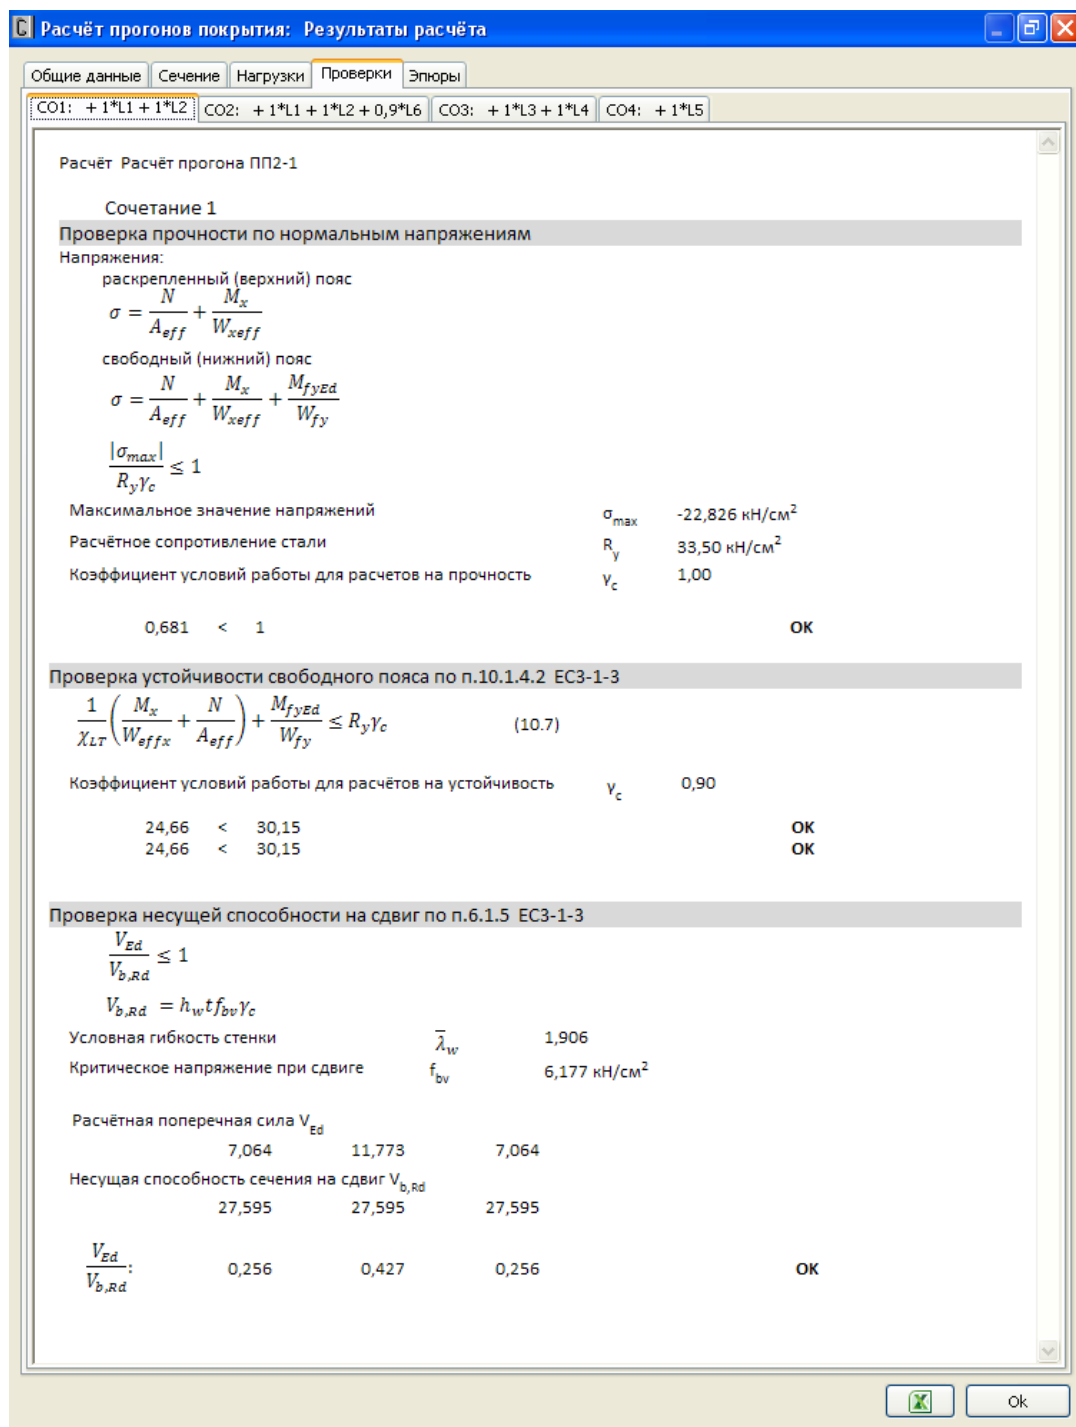 Расчёт прогонов покрытия:  Результаты расчёта
Общие данные Сечение Нагрузки Проверки Эпюры
CO1:  + 1*L1 + 1*L2 CO2:  + 1*L1 + 1*L2 + 0,9*L6 CO3:  + 1*L3 + 1*L4 CO4:  + 1*L5
Расчёт Расчёт прогона ПП2-1
Сочетание 1
Проверка прочности по нормальным напряжениям
Напряжения:
раскрепленный (верхний) пояс
σ = N/A_eff + M_x/W_xeff
свободный (нижний) пояс
σ = N/A_eff + M_x/W_xeff + M_fyEd/W_fy
|σ_max|/R_yγ_c ≤ 1
Максимальное значение напряжений σ_max -22,826 кН/см²
Расчётное сопротивление стали R_y 33,50 кН/см²
Коэффициент условий работы для расчетов на прочность γ_c 1,00
0,681 < 1 OK
Проверка устойчивости свободного пояса по п.10.1.4.2 EC3-1-3
1/χ_LT (M_x/W_effx + N/A_eff) + M_fyEd/W_fy ≤ R_yγ_c (10.7)
Коэффициент условий работы для расчётов на устойчивость γ_c 0,90
24,66 < 30,15 OK
24,66 < 30,15 OK
Проверка несущей способности на сдвиг по п.6.1.5 EC3-1-3
V_Ed/V_b,Rd ≤ 1
V_b,Rd = h_w t f_bv γ_c
Условная гибкость стенки λ̅_w 1,906
Критическое напряжение при сдвиге f_bv 6,177 кН/см²
Расчётная поперечная сила V_Ed
7,064 11,773 7,064
Несущая способность сечения на сдвиг V_b,Rd
27,595 27,595 27,595
V_Ed/V_b,Rd: 0,256 0,427 0,256 OK
Ok